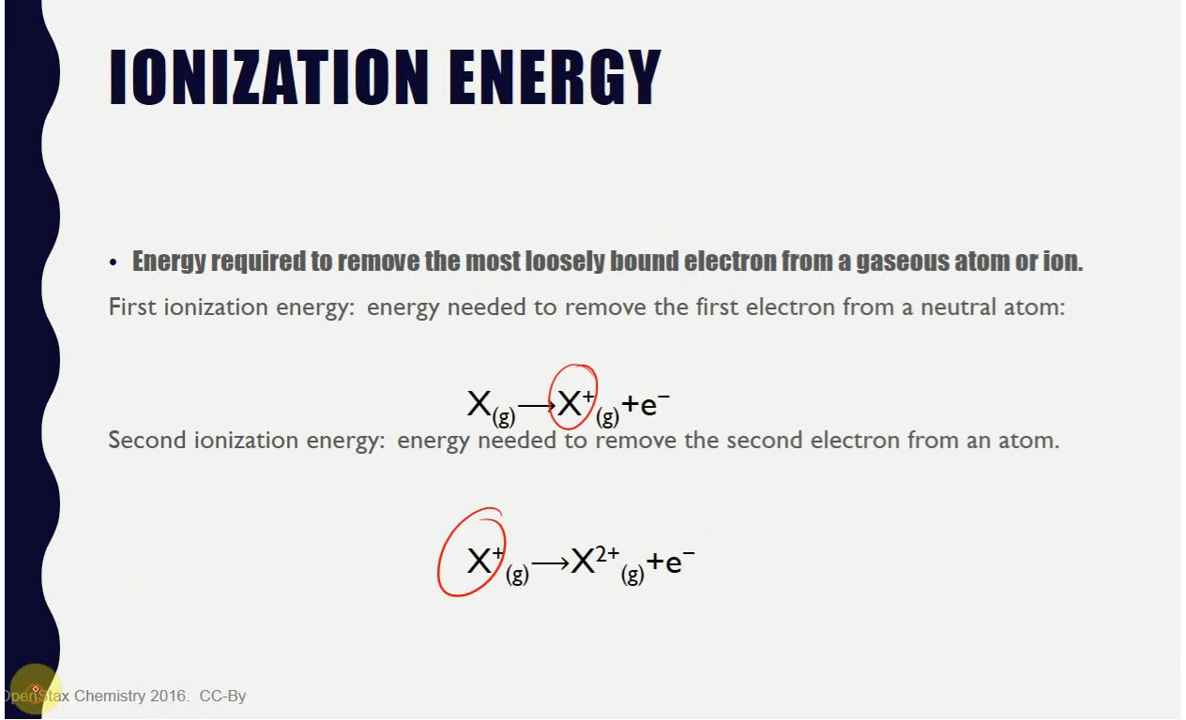 IONIZATION ENERGY
• Energy required to remove the most loosely bound electron from a gaseous atom or ion.
First ionization energy: energy needed to remove the first electron from a neutral atom:
X(g)⟶X⁺(g)+e⁻
Second ionization energy: energy needed to remove the second electron from an atom.
X⁺(g)⟶X²⁺(g)+e⁻
OpenStax Chemistry 2016. CC-By